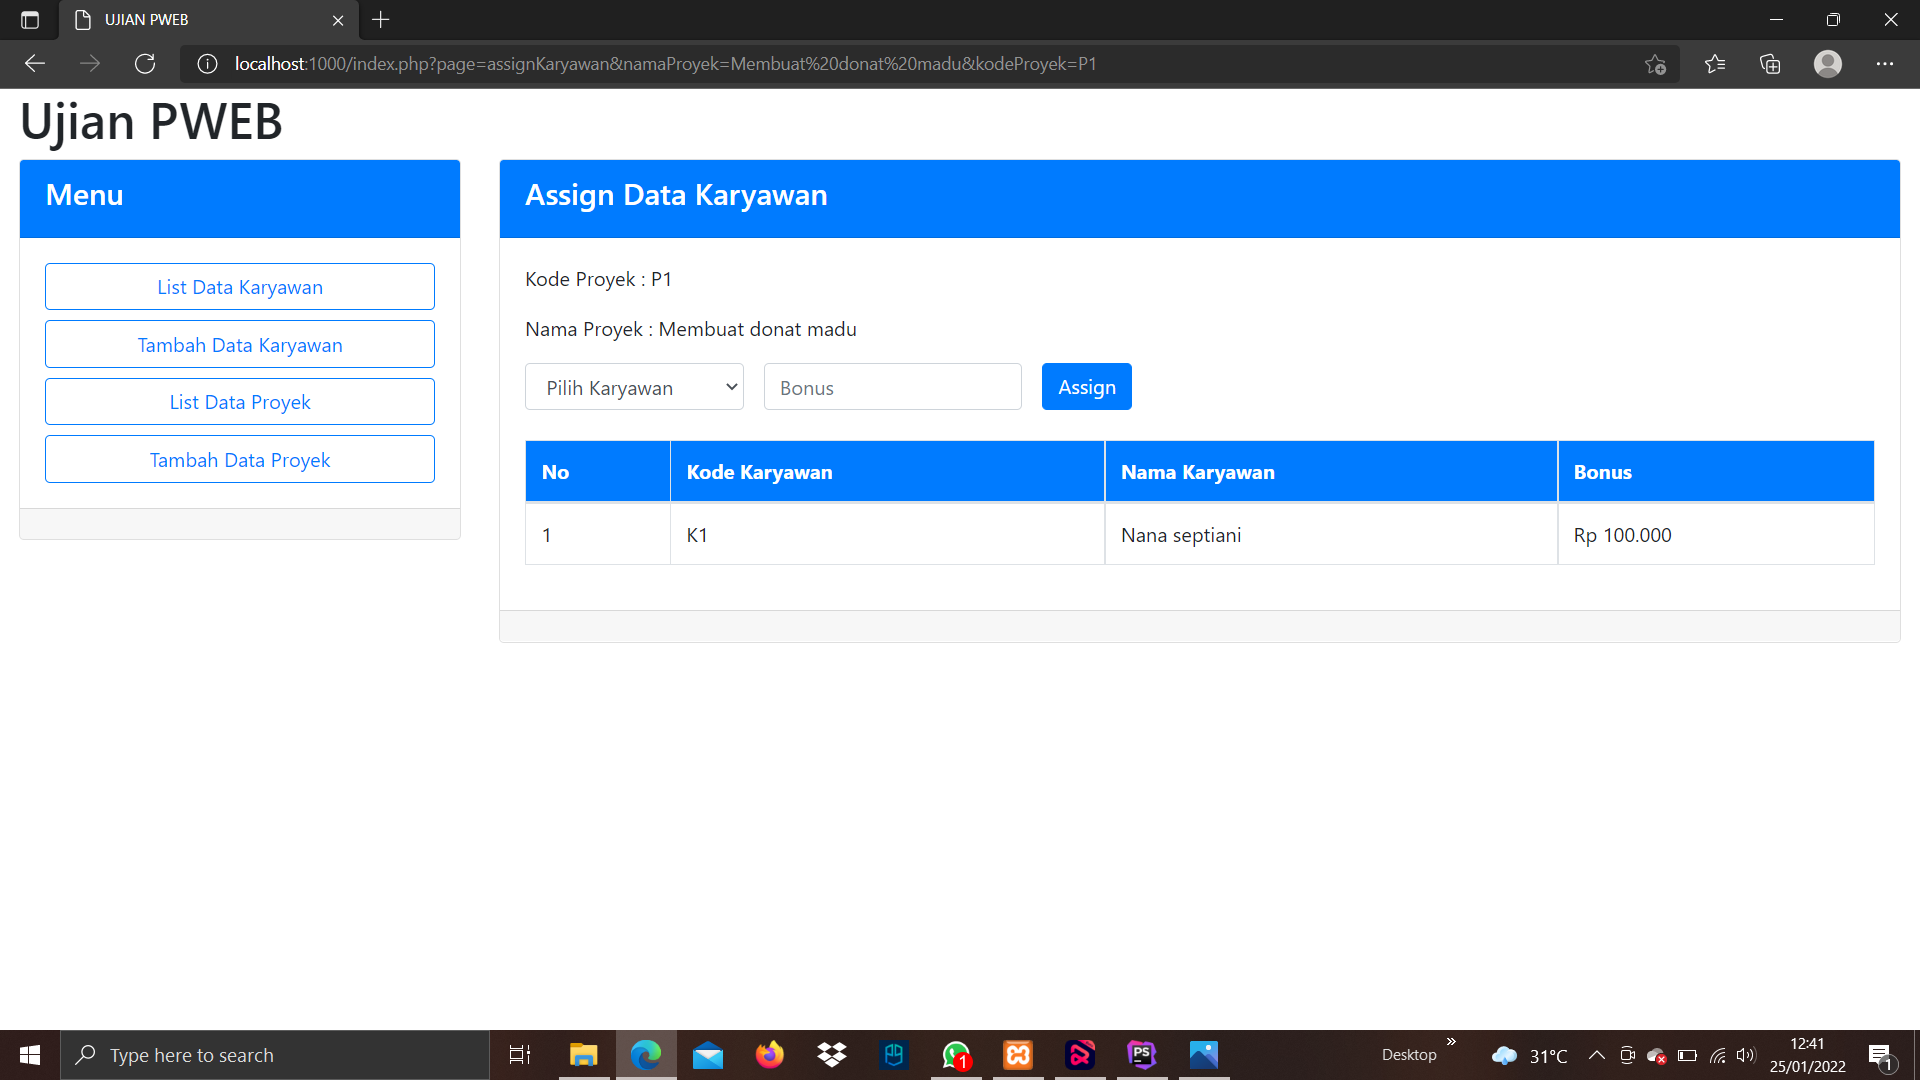 UJIAN PWEB
localhost:1000/index.php?page=assignKaryawan&namaProyek=Membuat%20donat%20madu&kodeProyek=P1
Ujian PWEB
Menu
List Data Karyawan
Tambah Data Karyawan
List Data Proyek
Tambah Data Proyek
Assign Data Karyawan
Kode Proyek : P1
Nama Proyek : Membuat donat madu
Pilih Karyawan Bonus Assign
No Kode Karyawan Nama Karyawan Bonus
1 K1 Nana septiani Rp 100.000
Type here to search
1
PS
Desktop
31°C
12:41
25/01/2022
1